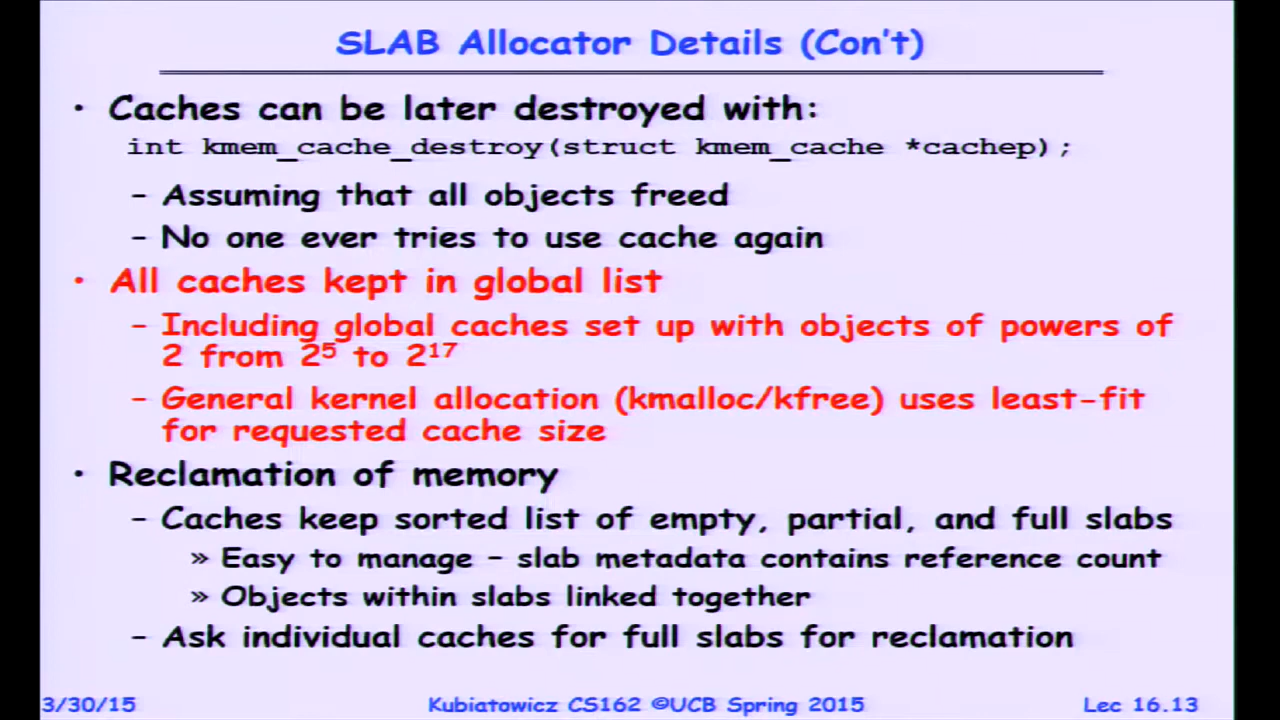 SLAB Allocator Details (Con't)
• Caches can be later destroyed with:
int kmem_cache_destroy(struct kmem_cache *cachep);
– Assuming that all objects freed
– No one ever tries to use cache again
• All caches kept in global list
– Including global caches set up with objects of powers of
2 from 2⁵ to 2¹⁷
– General kernel allocation (kmalloc/kfree) uses least-fit
for requested cache size
• Reclamation of memory
– Caches keep sorted list of empty, partial, and full slabs
» Easy to manage – slab metadata contains reference count
» Objects within slabs linked together
– Ask individual caches for full slabs for reclamation
3/30/15 Kubiatowicz CS162 ©UCB Spring 2015 Lec 16.13